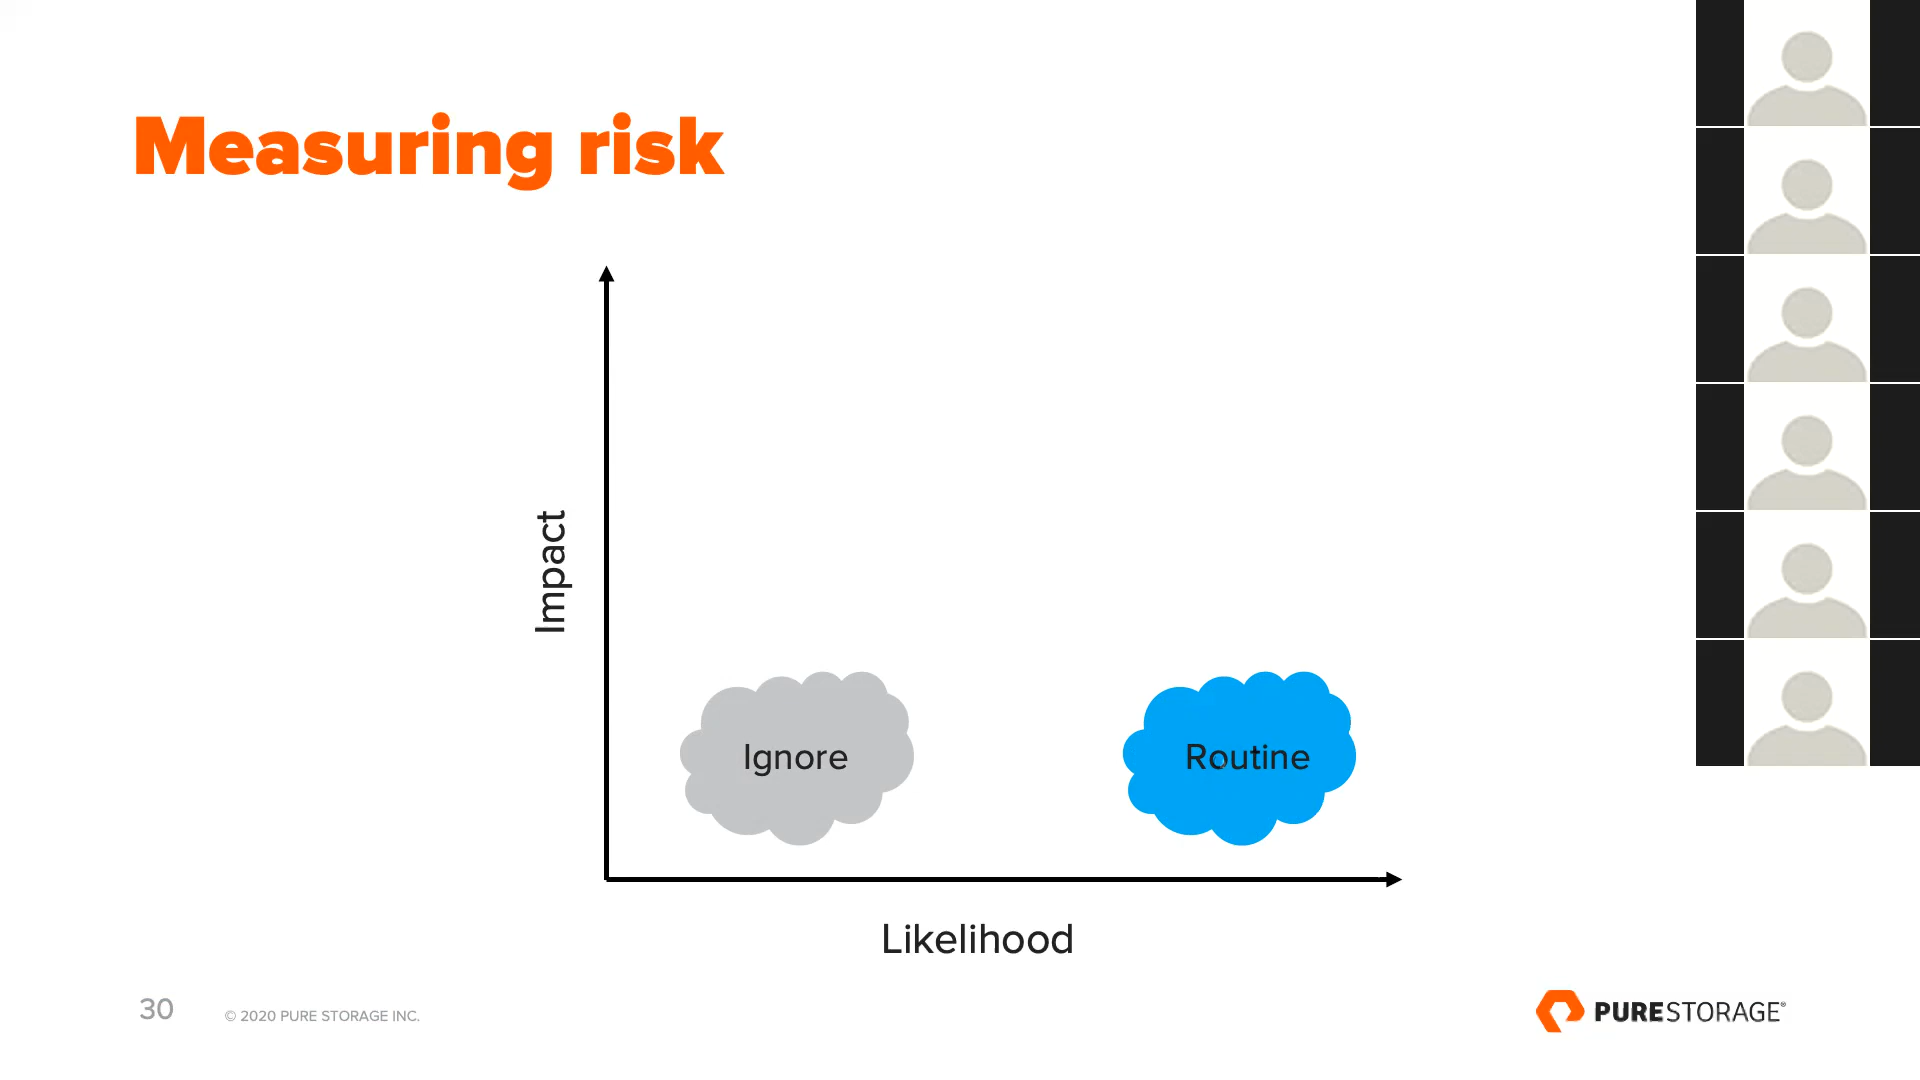 Measuring risk
Impact
Ignore
Routine
Likelihood
30
© 2020 PURE STORAGE INC.
PURESTORAGE®